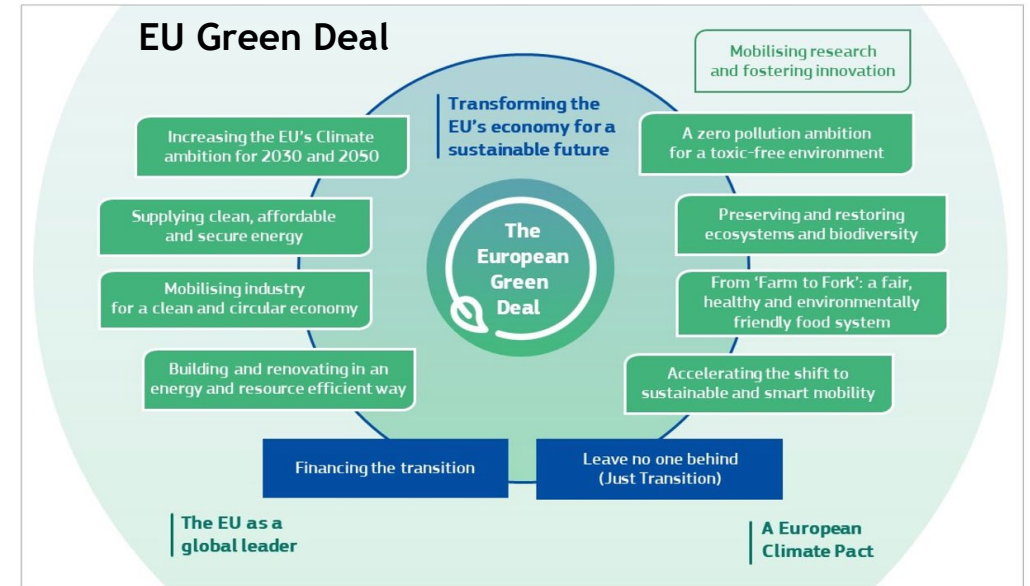 EU Green Deal
Mobilising research
and fostering innovation
Transforming the
EU's economy for a
sustainable future
Increasing the EU's Climate
ambition for 2030 and 2050
A zero pollution ambition
for a toxic-free environment
Supplying clean, affordable
and secure energy
Preserving and restoring
ecosystems and biodiversity
The
European
Green
Deal
Mobilising industry
for a clean and circular economy
From ‘Farm to Fork’: a fair,
healthy and environmentally
friendly food system
Building and renovating in an
energy and resource efficient way
Accelerating the shift to
sustainable and smart mobility
Financing the transition
Leave no one behind
(Just Transition)
The EU as a
global leader
A European
Climate Pact